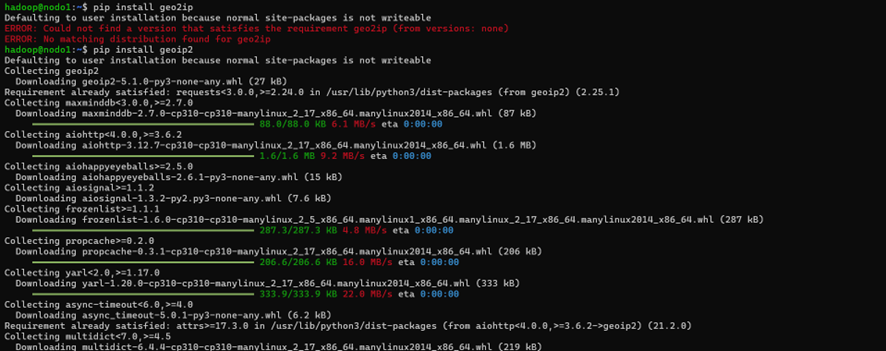 hadoop@nodo1:~$ pip install geo2ip
Defaulting to user installation because normal site-packages is not writeable
ERROR: Could not find a version that satisfies the requirement geo2ip (from versions: none)
ERROR: No matching distribution found for geo2ip
hadoop@nodo1:~$ pip install geoip2
Defaulting to user installation because normal site-packages is not writeable
Collecting geoip2
  Downloading geoip2-5.1.0-py3-none-any.whl (27 kB)
Requirement already satisfied: requests<3.0.0,>=2.24.0 in /usr/lib/python3/dist-packages (from geoip2) (2.25.1)
Collecting maxminddb<3.0.0,>=2.7.0
  Downloading maxminddb-2.7.0-cp310-cp310-manylinux_2_17_x86_64.manylinux2014_x86_64.whl (87 kB)
88.0/88.0 KB 6.1 MB/s eta 0:00:00
Collecting aiohttp<4.0.0,>=3.6.2
  Downloading aiohttp-3.12.7-cp310-cp310-manylinux_2_17_x86_64.manylinux2014_x86_64.whl (1.6 MB)
1.6/1.6 MB 9.2 MB/s eta 0:00:00
Collecting aiohappyeyeballs>=2.5.0
  Downloading aiohappyeyeballs-2.6.1-py3-none-any.whl (15 kB)
Collecting aiosignal>=1.1.2
  Downloading aiosignal-1.3.2-py2.py3-none-any.whl (7.6 kB)
Collecting frozenlist>=1.1.1
  Downloading frozenlist-1.6.0-cp310-cp310-manylinux_2_5_x86_64.manylinux1_x86_64.manylinux_2_17_x86_64.manylinux2014_x86_64.whl (287 kB)
287.3/287.3 KB 4.8 MB/s eta 0:00:00
Collecting propcache>=0.2.0
  Downloading propcache-0.3.1-cp310-cp310-manylinux_2_17_x86_64.manylinux2014_x86_64.whl (206 kB)
206.6/206.6 KB 16.0 MB/s eta 0:00:00
Collecting yarl<2.0,>=1.17.0
  Downloading yarl-1.20.0-cp310-cp310-manylinux_2_17_x86_64.manylinux2014_x86_64.whl (333 kB)
333.9/333.9 KB 22.0 MB/s eta 0:00:00
Collecting async-timeout<6.0,>=4.0
  Downloading async_timeout-5.0.1-py3-none-any.whl (6.2 kB)
Requirement already satisfied: attrs>=17.3.0 in /usr/lib/python3/dist-packages (from aiohttp<4.0.0,>=3.6.2->geoip2) (21.2.0)
Collecting multidict<7.0,>=4.5
  Downloading multidict-6.4.4-cp310-cp310-manylinux_2_17_x86_64.manylinux2014_x86_64.whl (219 kB)